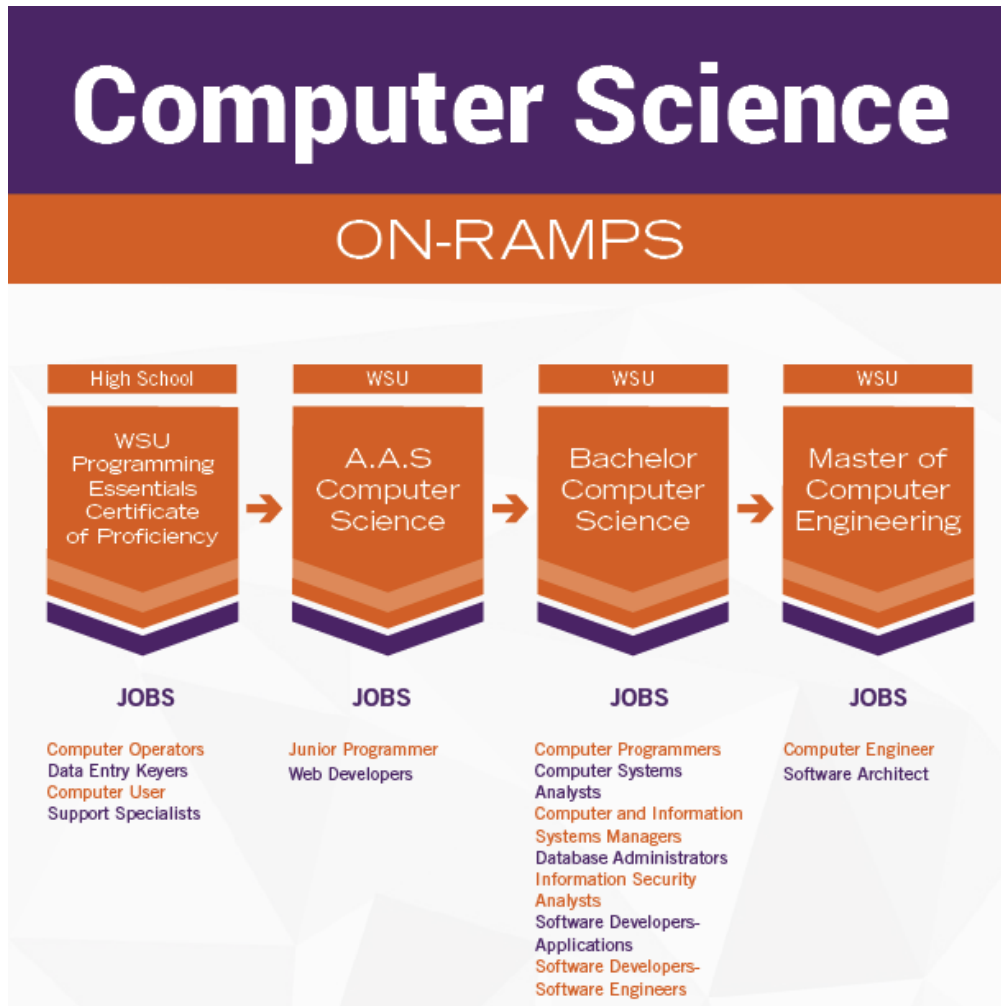 Computer Science
ON-RAMPS
High School
WSU
Programming
Essentials
Certificate
of Proficiency
JOBS
Computer Operators
Data Entry Keyers
Computer User
Support Specialists
WSU
A.A.S
Computer
Science
JOBS
Junior Programmer
Web Developers
WSU
Bachelor
Computer
Science
JOBS
Computer Programmers
Computer Systems
Analysts
Computer and Information
Systems Managers
Database Administrators
Information Security
Analysts
Software Developers-
Applications
Software Developers-
Software Engineers
WSU
Master of
Computer
Engineering
JOBS
Computer Engineer
Software Architect